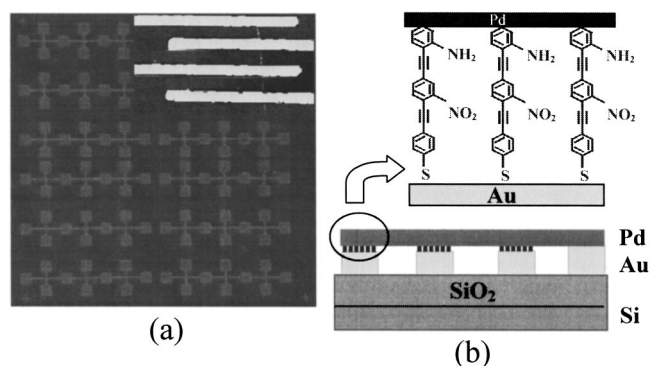 Pd
NH2 NH2 NH2
NO2 NO2 NO2
S S S
Au
Pd
Au
SiO2
Si
(a) (b)